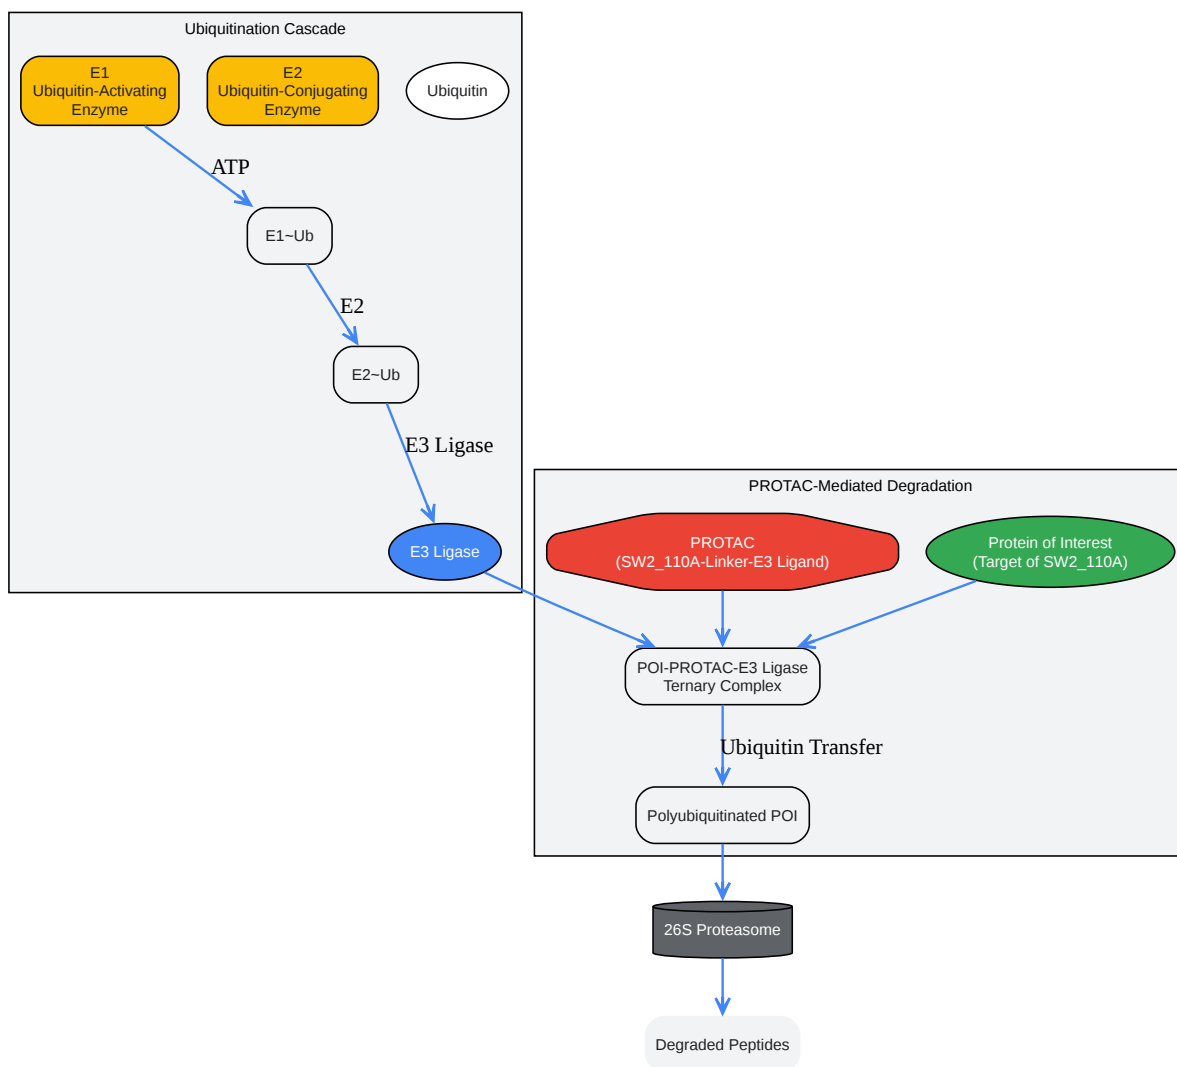 Ubiquitination Cascade
E1
Ubiquitin-Activating
Enzyme
E2
Ubiquitin-Conjugating
Enzyme
Ubiquitin
ATP
E1~Ub
E2
E2~Ub
E3 Ligase
E3 Ligase
PROTAC-Mediated Degradation
PROTAC
(SW2_110A-Linker-E3 Ligand)
Protein of Interest
(Target of SW2_110A)
POI-PROTAC-E3 Ligase
Ternary Complex
Ubiquitin Transfer
Polyubiquitinated POI
26S Proteasome
Degraded Peptides